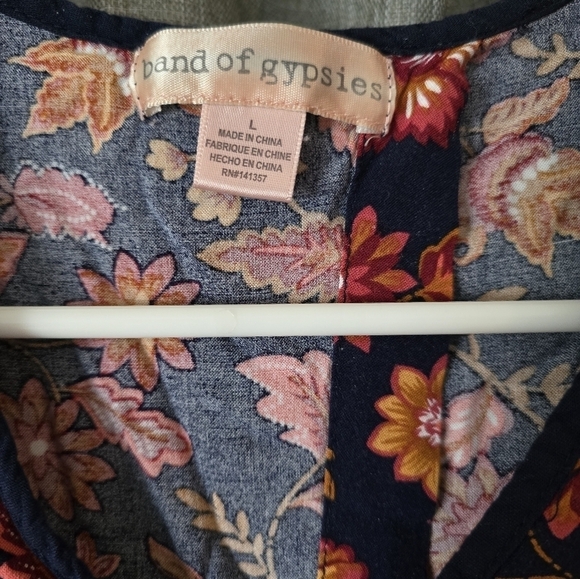 band of gypsies
L
MADE IN CHINA
FABRIQUE EN CHINE
HECHO EN CHINA
RN#141357